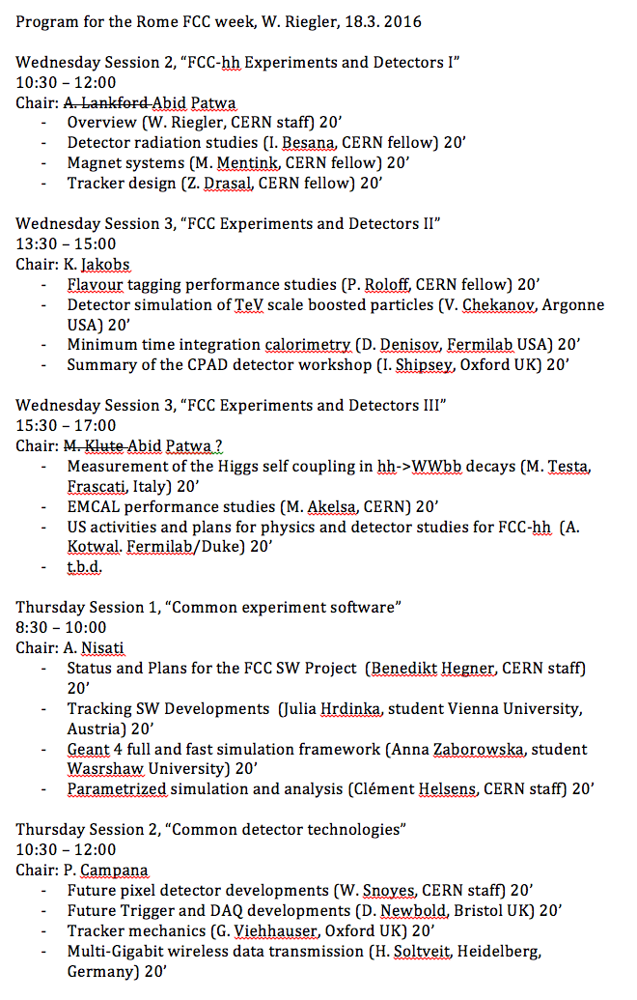 Program for the Rome FCC week, W. Riegler, 18.3. 2016
Wednesday Session 2, “FCC-hh Experiments and Detectors I”
10:30 – 12:00
Chair: A. Lankford Abid Patwa
- Overview (W. Riegler, CERN staff) 20’
- Detector radiation studies (I. Besana, CERN fellow) 20’
- Magnet systems (M. Mentink, CERN fellow) 20’
- Tracker design (Z. Drasal, CERN fellow) 20’
Wednesday Session 3, “FCC Experiments and Detectors II”
13:30 – 15:00
Chair: K. Jakobs
- Flavour tagging performance studies (P. Roloff, CERN fellow) 20’
- Detector simulation of TeV scale boosted particles (V. Chekanov, Argonne
USA) 20’
- Minimum time integration calorimetry (D. Denisov, Fermilab USA) 20’
- Summary of the CPAD detector workshop (I. Shipsey, Oxford UK) 20’
Wednesday Session 3, “FCC Experiments and Detectors III”
15:30 – 17:00
Chair: M. Klute Abid Patwa ?
- Measurement of the Higgs self coupling in hh->WWbb decays (M. Testa,
Frascati, Italy) 20’
- EMCAL performance studies (M. Akelsa, CERN) 20’
- US activities and plans for physics and detector studies for FCC-hh (A.
Kotwal. Fermilab/Duke) 20’
- t.b.d.
Thursday Session 1, “Common experiment software”
8:30 – 10:00
Chair: A. Nisati
- Status and Plans for the FCC SW Project (Benedikt Hegner, CERN staff)
20’
- Tracking SW Developments (Julia Hrdinka, student Vienna University,
Austria) 20’
- Geant 4 full and fast simulation framework (Anna Zaborowska, student
Wasrshaw University) 20’
- Parametrized simulation and analysis (Clément Helsens, CERN staff) 20’
Thursday Session 2, “Common detector technologies”
10:30 – 12:00
Chair: P. Campana
- Future pixel detector developments (W. Snoyes, CERN staff) 20’
- Future Trigger and DAQ developments (D. Newbold, Bristol UK) 20’
- Tracker mechanics (G. Viehhauser, Oxford UK) 20’
- Multi-Gigabit wireless data transmission (H. Soltveit, Heidelberg,
Germany) 20’